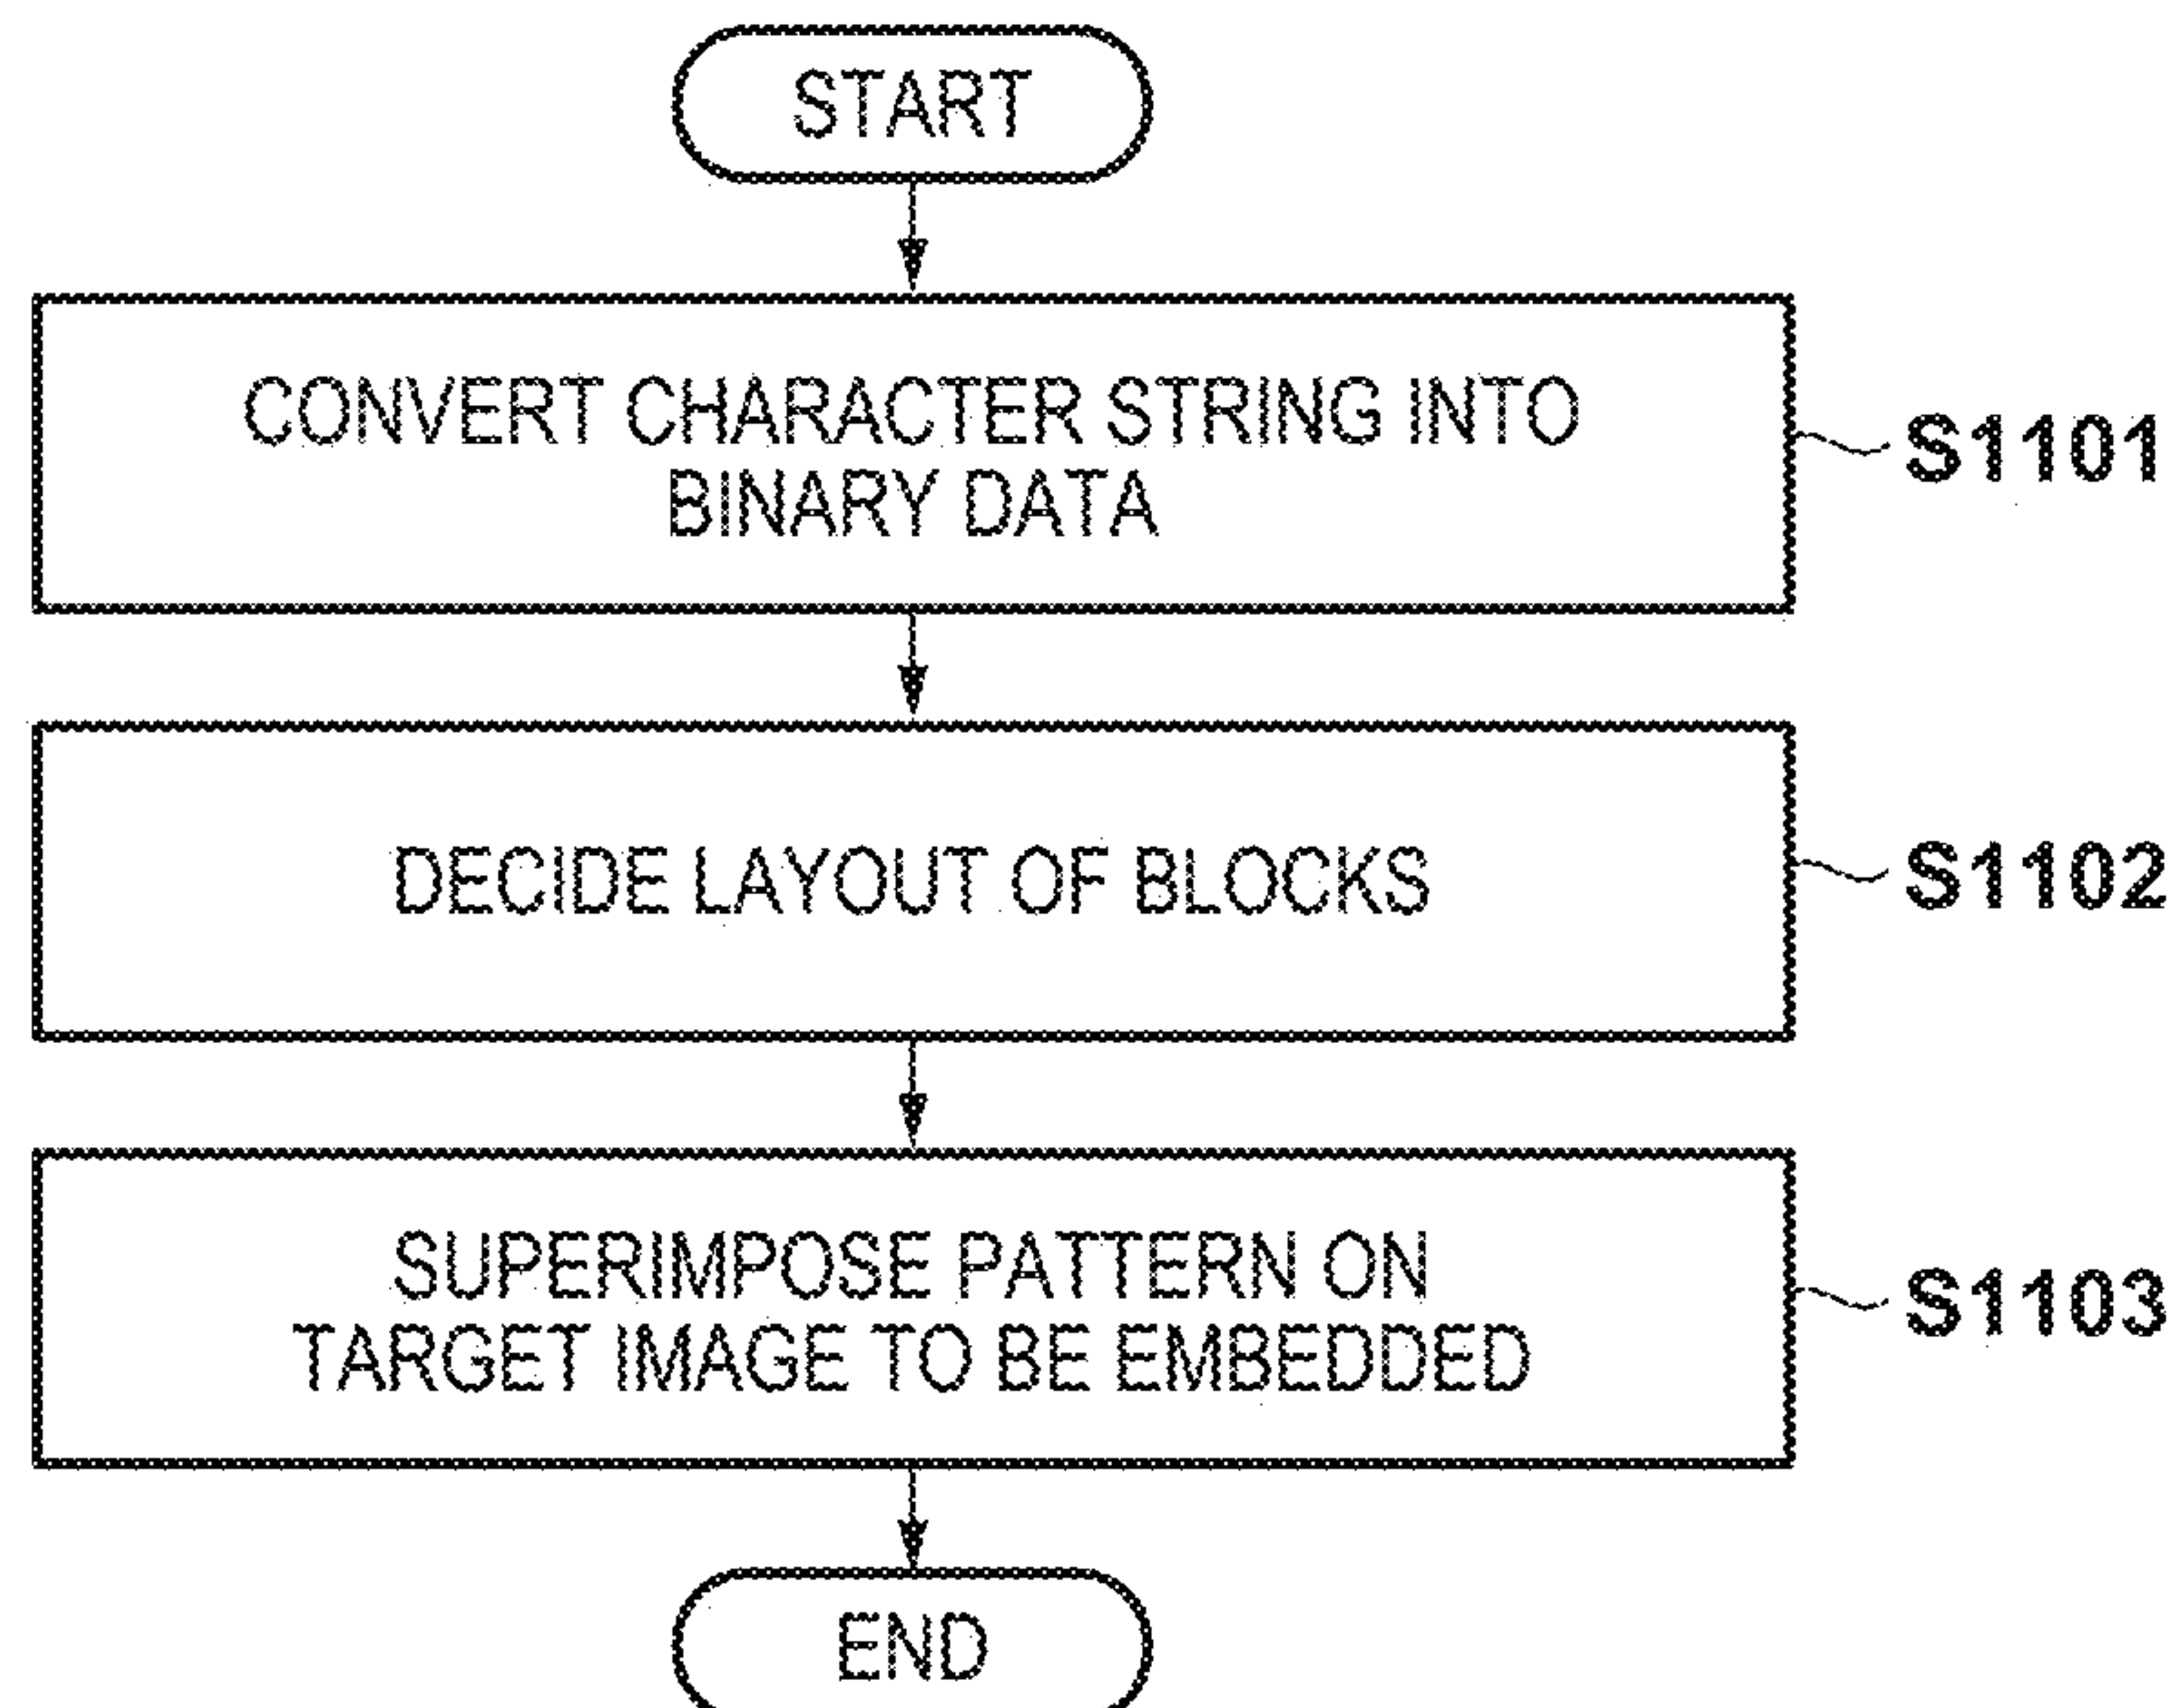 START
CONVERT CHARACTER STRING INTO
BINARY DATA
S1101
DECIDE LAYOUT OF BLOCKS
S1102
SUPERIMPOSE PATTERN ON
TARGET IMAGE TO BE EMBEDDED
S1103
END